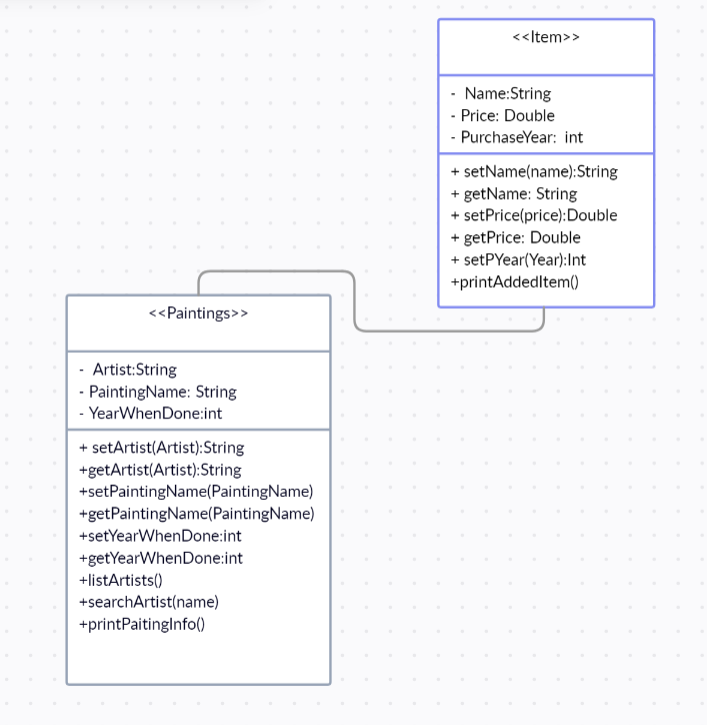 <<Item>>
- Name:String
- Price: Double
- PurchaseYear: int
+ setName(name):String
+ getName: String
+ setPrice(price):Double
+ getPrice: Double
+ setPYear(Year):Int
+printAddedItem()
<<Paintings>>
- Artist:String
- PaintingName: String
- YearWhenDone:int
+ setArtist(Artist):String
+getArtist(Artist):String
+setPaintingName(PaintingName)
+getPaintingName(PaintingName)
+setYearWhenDone:int
+getYearWhenDone:int
+listArtists()
+searchArtist(name)
+printPaitingInfo()